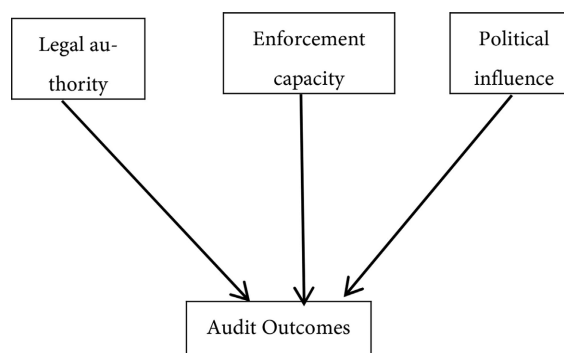 Legal au-
thority
Enforcement
capacity
Political
influence
Audit Outcomes